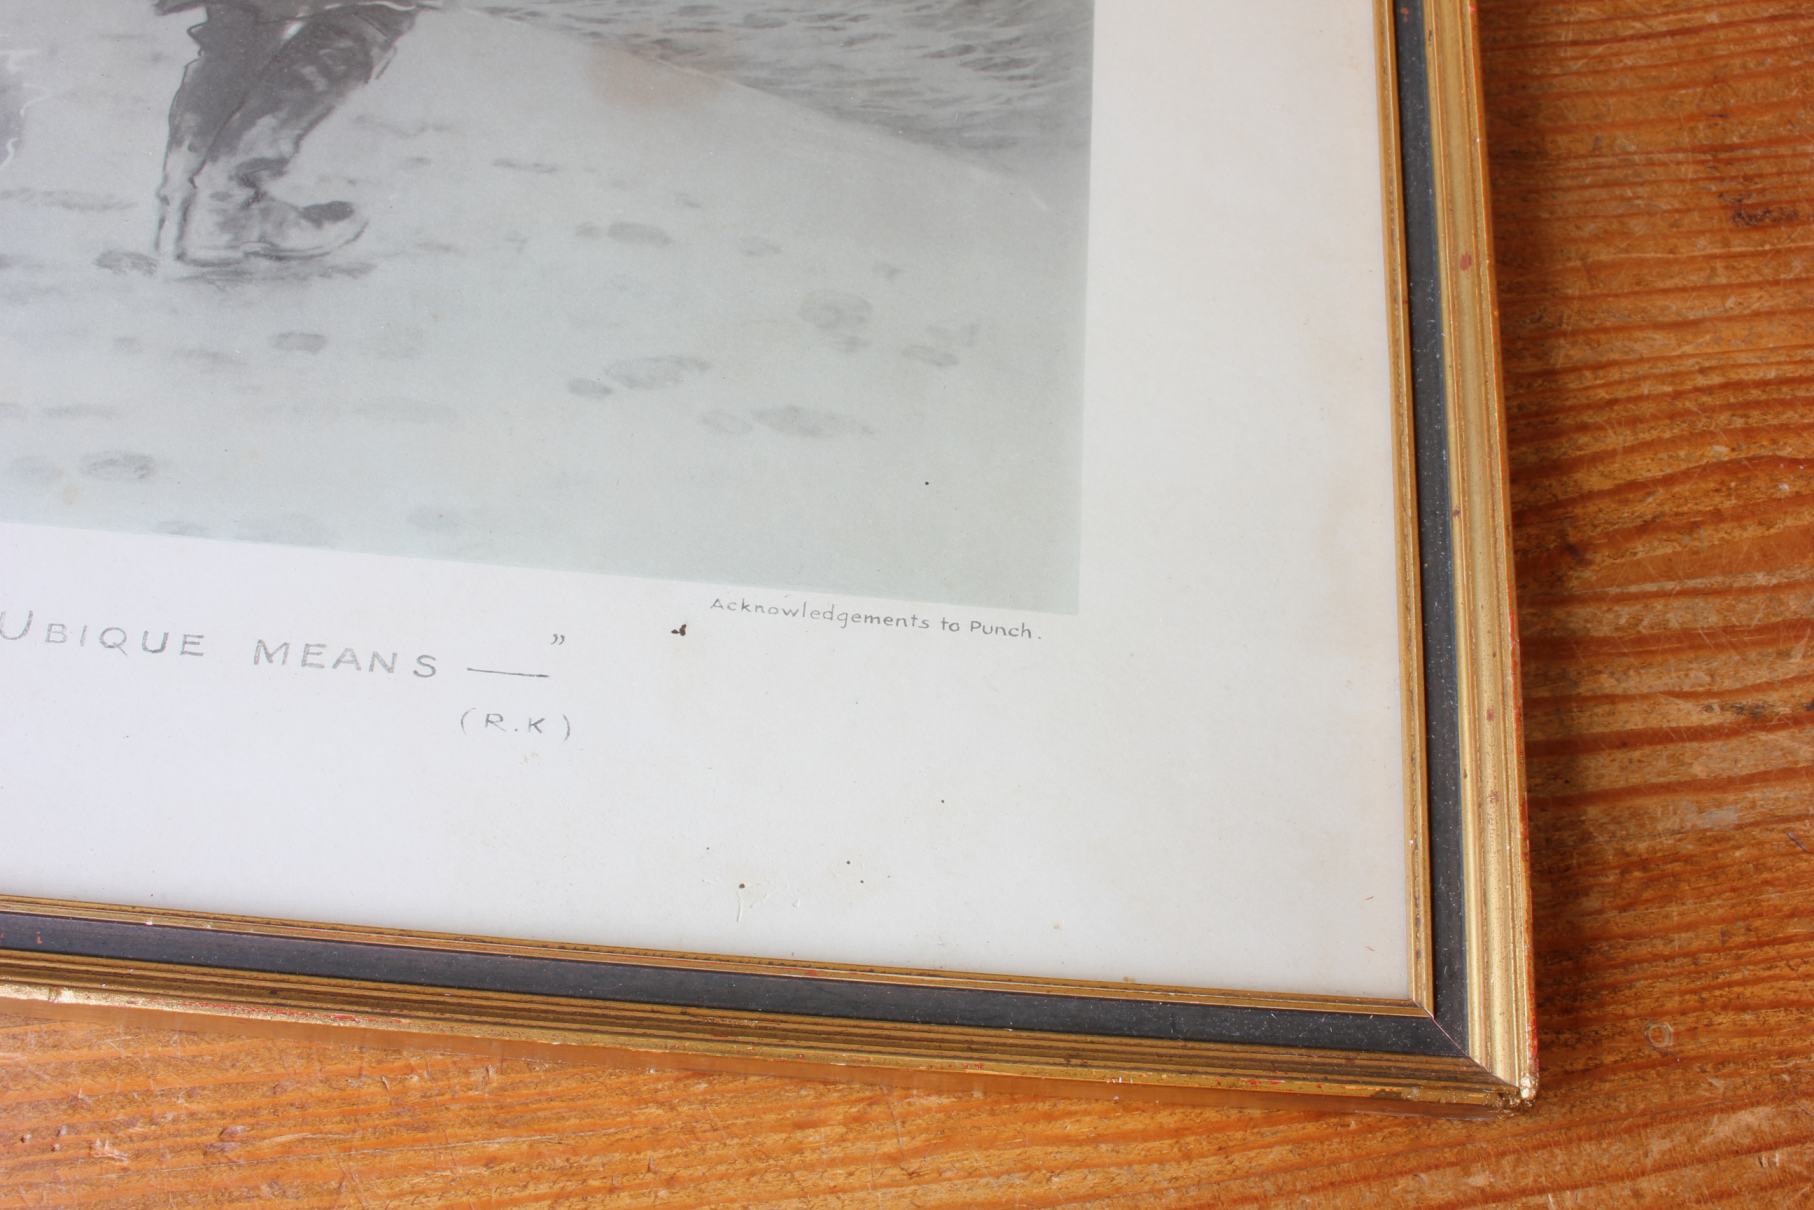 Acknowledgements to Punch.
UBIQUE MEANS — "
(R.K)